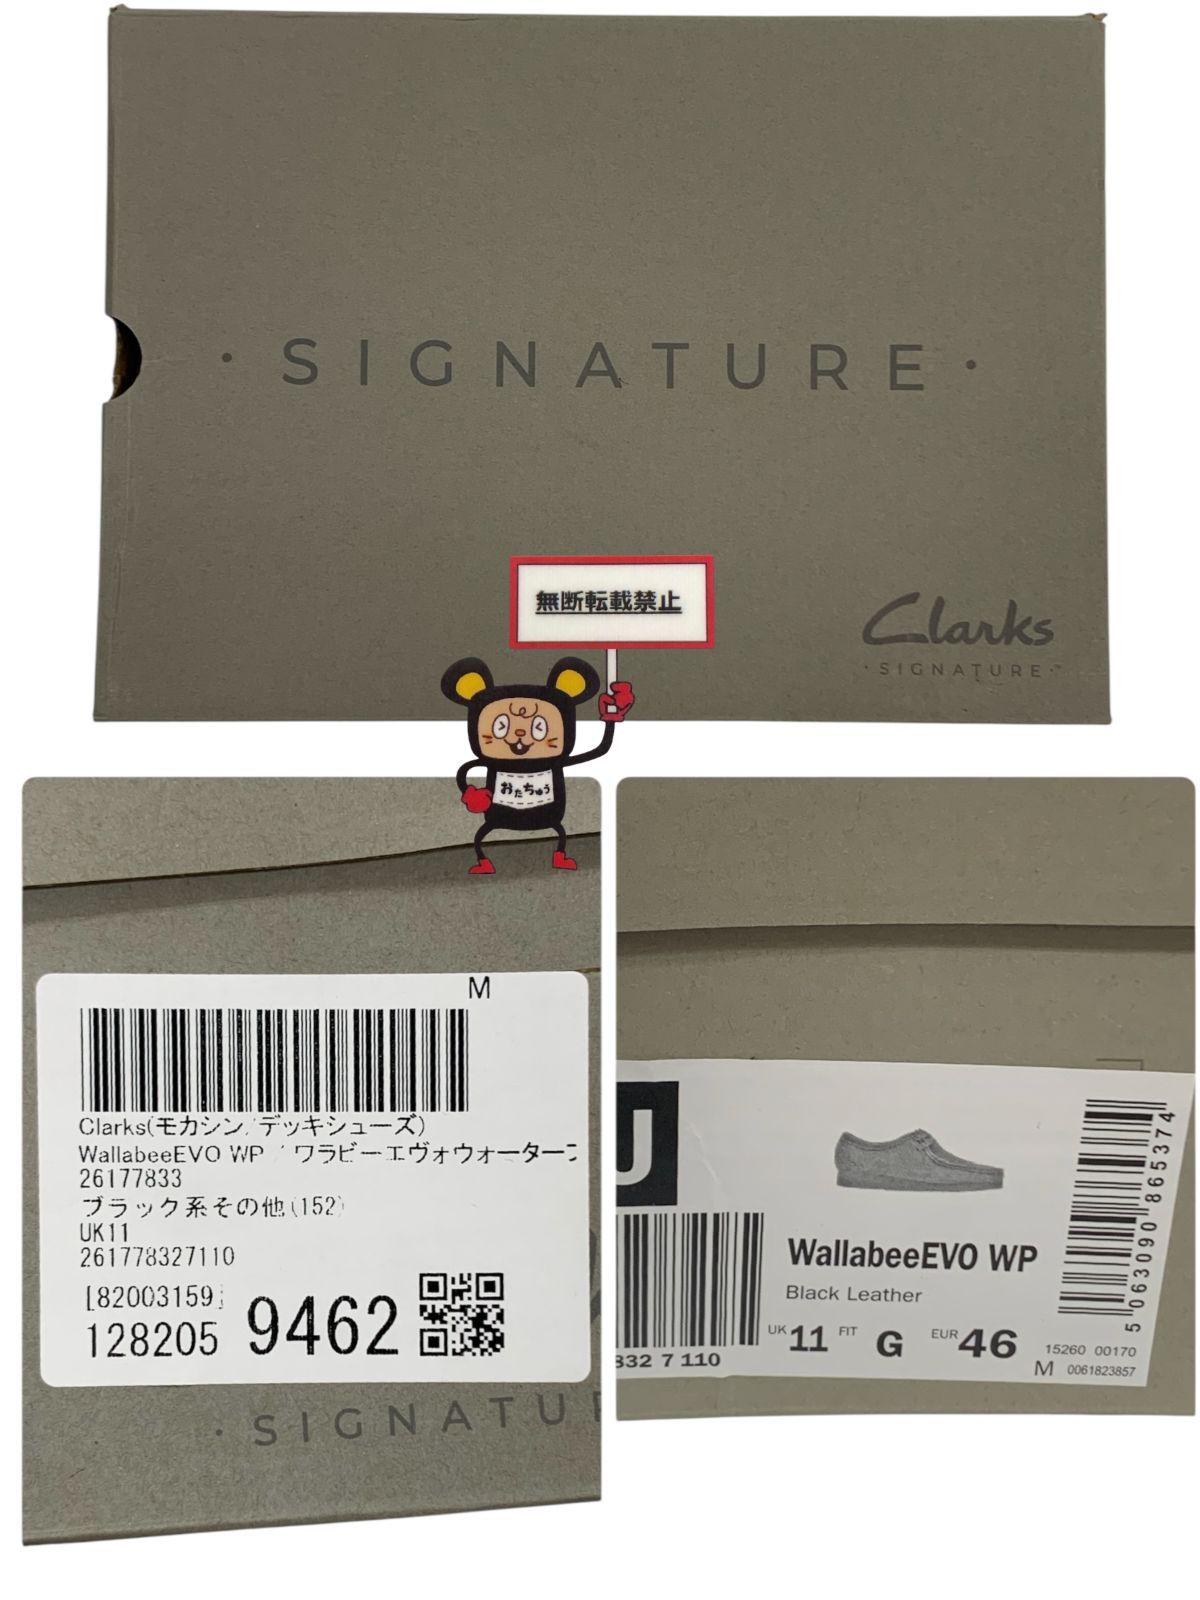 · SIGNATURE ·
無断転載禁止
Clarks
· SIGNATURE ·
おたちゅう
M
Clarks(モカシン/デッキシューズ)
WallabeeEVO WP / ワラビーエヴォウォーターフ
26177833
ブラック系その他(152)
UK11
261778327110
[82003159]
128205 9462
· SIGNATU
U
WallabeeEVO WP
Black Leather
UK 11 FIT G EUR 46
832 7 110
15260 00170
M 0061823857
5 063090 865374